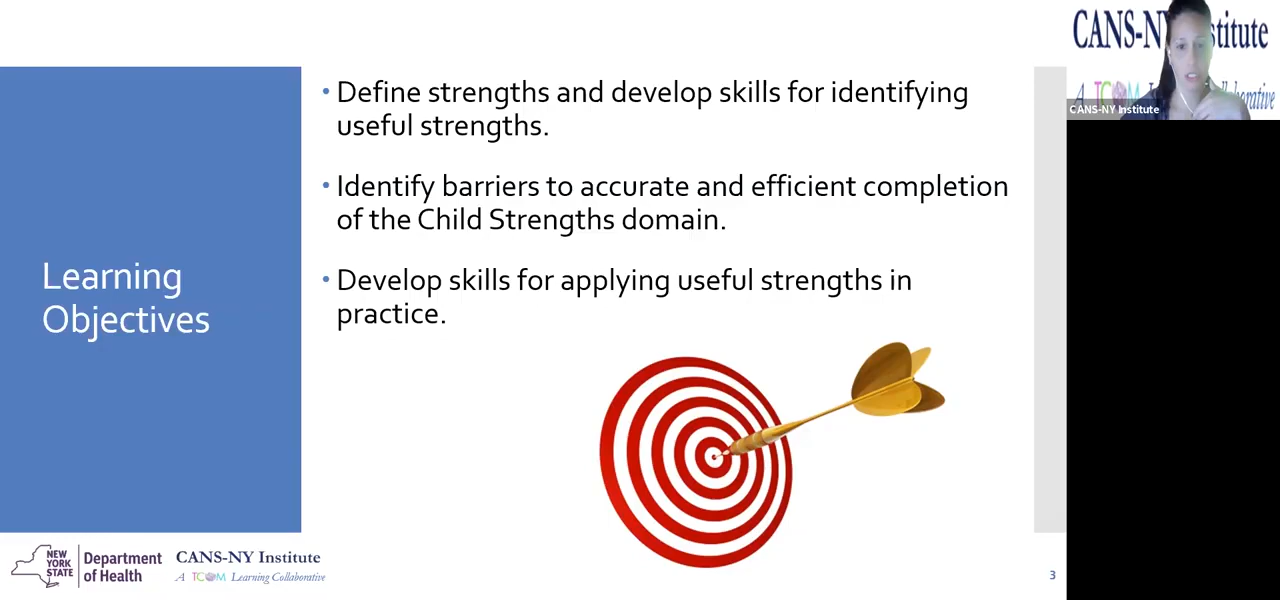 CANS-NY Institute
CANS-NY Institute
Learning
Objectives
• Define strengths and develop skills for identifying
useful strengths.
• Identify barriers to accurate and efficient completion
of the Child Strengths domain.
• Develop skills for applying useful strengths in
practice.
NEW
YORK
STATE
Department
of Health
CANS-NY Institute
A TCOM Learning Collaborative
3